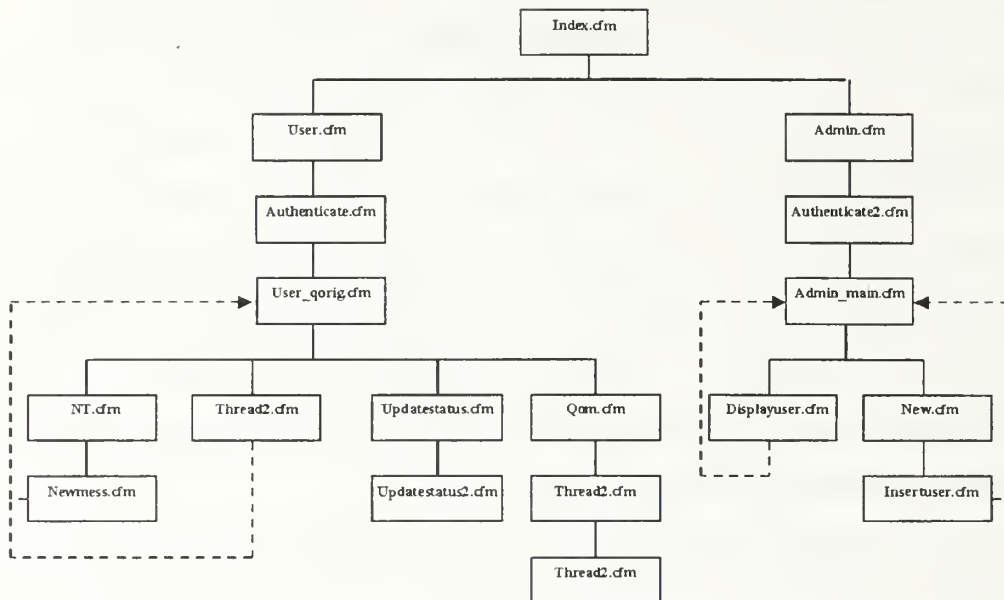 Index.cfm
User.cfm
Admin.cfm
Authenticate.cfm
Authenticate2.cfm
User_qorig.cfm
Admin_main.cfm
NT.cfm
Thread2.cfm
Updatestatus.cfm
Qom.cfm
Displayuser.cfm
New.cfm
Newmess.cfm
Updatestatus2.cfm
Thread2.cfm
Insertuser.cfm
Thread2.cfm